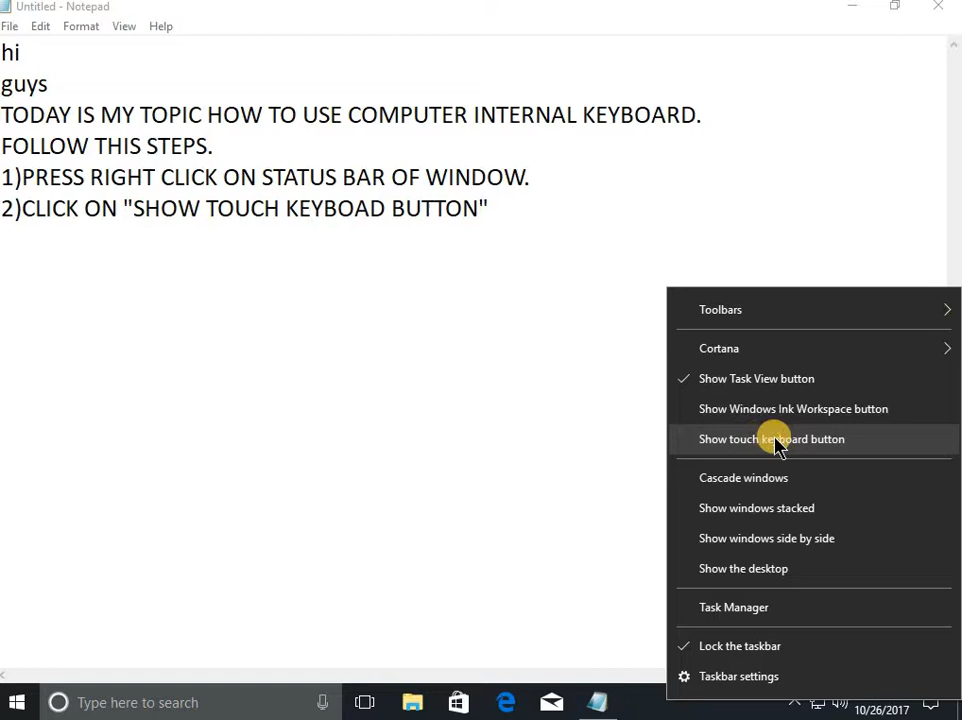 Untitled - Notepad
File Edit Format View Help
hi
guys
TODAY IS MY TOPIC HOW TO USE COMPUTER INTERNAL KEYBOARD.
FOLLOW THIS STEPS.
1)PRESS RIGHT CLICK ON STATUS BAR OF WINDOW.
2)CLICK ON "SHOW TOUCH KEYBOAD BUTTON"
Toolbars
Cortana
Show Task View button
Show Windows Ink Workspace button
Show touch keyboard button
Cascade windows
Show windows stacked
Show windows side by side
Show the desktop
Task Manager
Lock the taskbar
Taskbar settings
Type here to search
10/26/2017